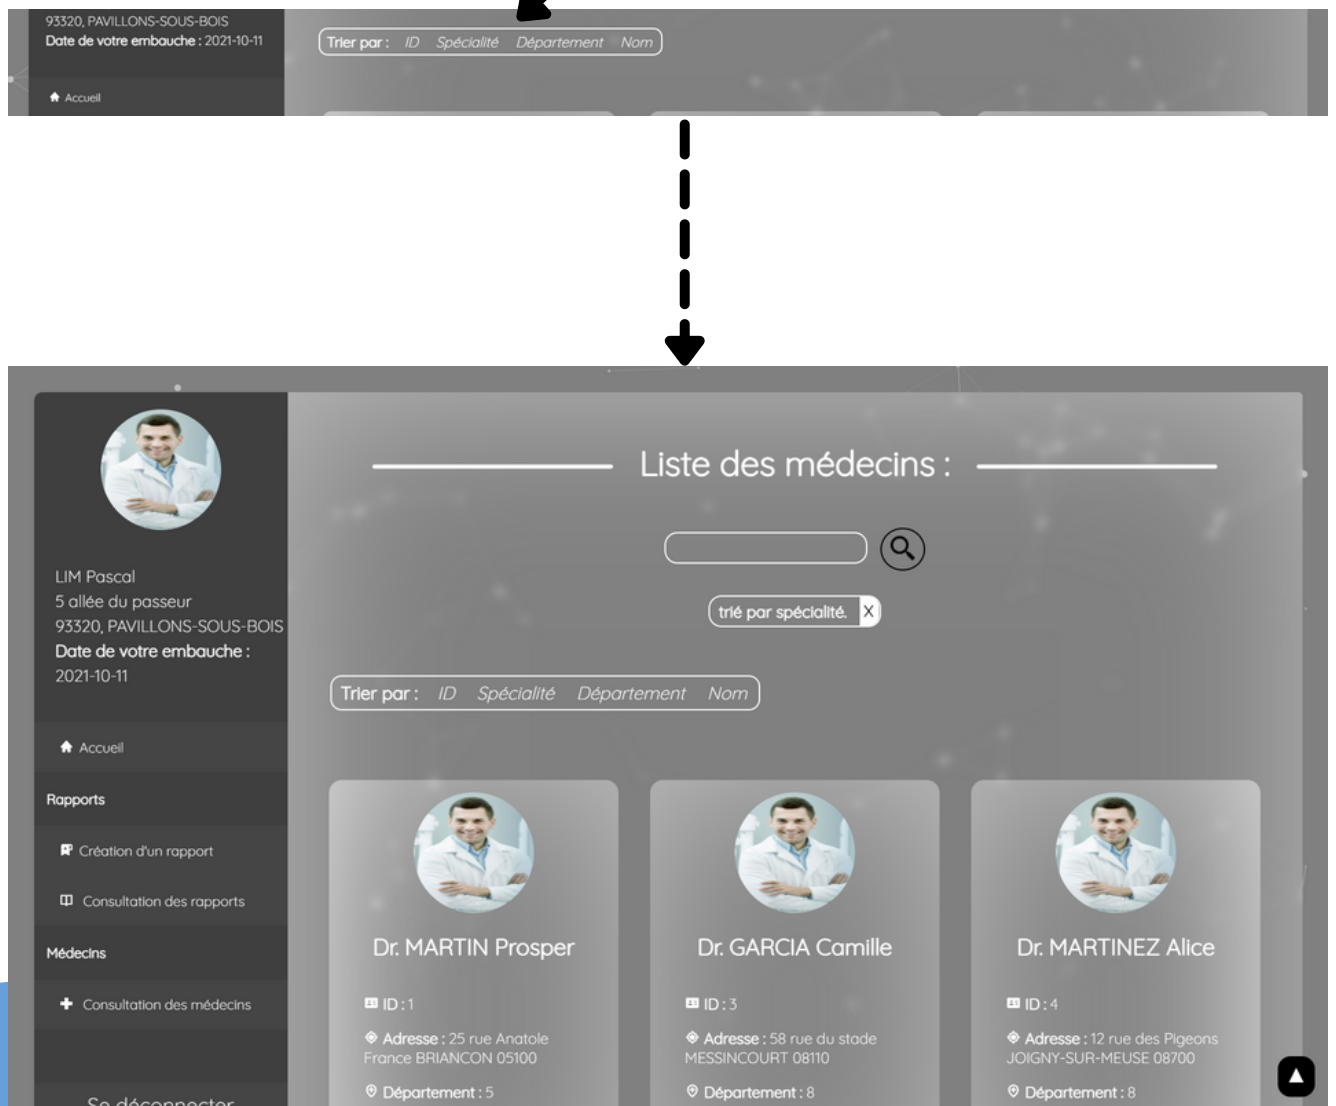 93320, PAVILLONS-SOUS-BOIS
Date de votre embauche : 2021-10-11
Accueil
Trier par : ID Spécialité Département Nom
LIM Pascal
5 allée du passeur
93320, PAVILLONS-SOUS-BOIS
Date de votre embauche :
2021-10-11
Accueil
Rapports
Création d'un rapport
Consultation des rapports
Médecins
Consultation des médecins
Se déconnecter
Liste des médecins :
trié par spécialité. X
Trier par : ID Spécialité Département Nom
Dr. MARTIN Prosper
ID : 1
Adresse : 25 rue Anatole
France BRIANCON 05100
Département : 5
Dr. GARCIA Camille
ID : 3
Adresse : 58 rue du stade
MESSINCOURT 08110
Département : 8
Dr. MARTINEZ Alice
ID : 4
Adresse : 12 rue des Pigeons
JOIGNY-SUR-MEUSE 08700
Département : 8